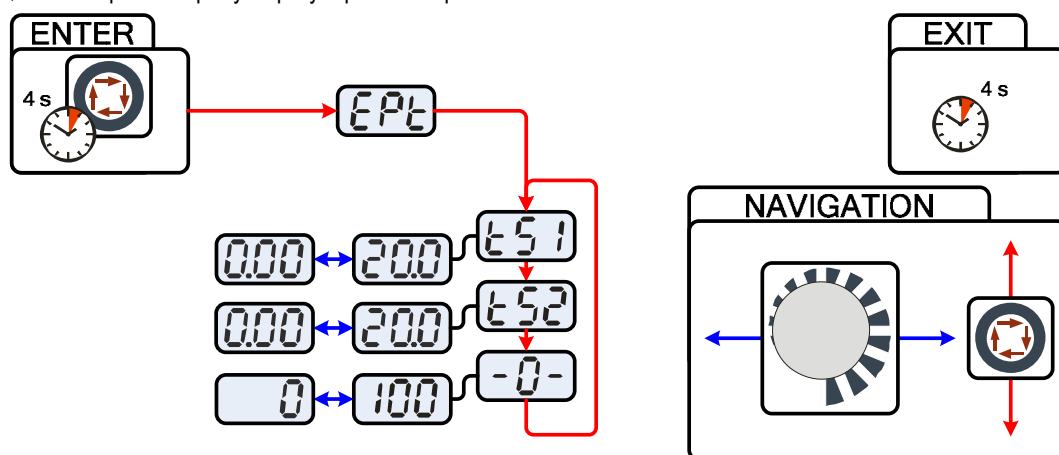 ENTER
4 s
EPt
EXIT
4 s
tS1
0.00 20.0
tS2
0.00 20.0
-0-
0 100
NAVIGATION